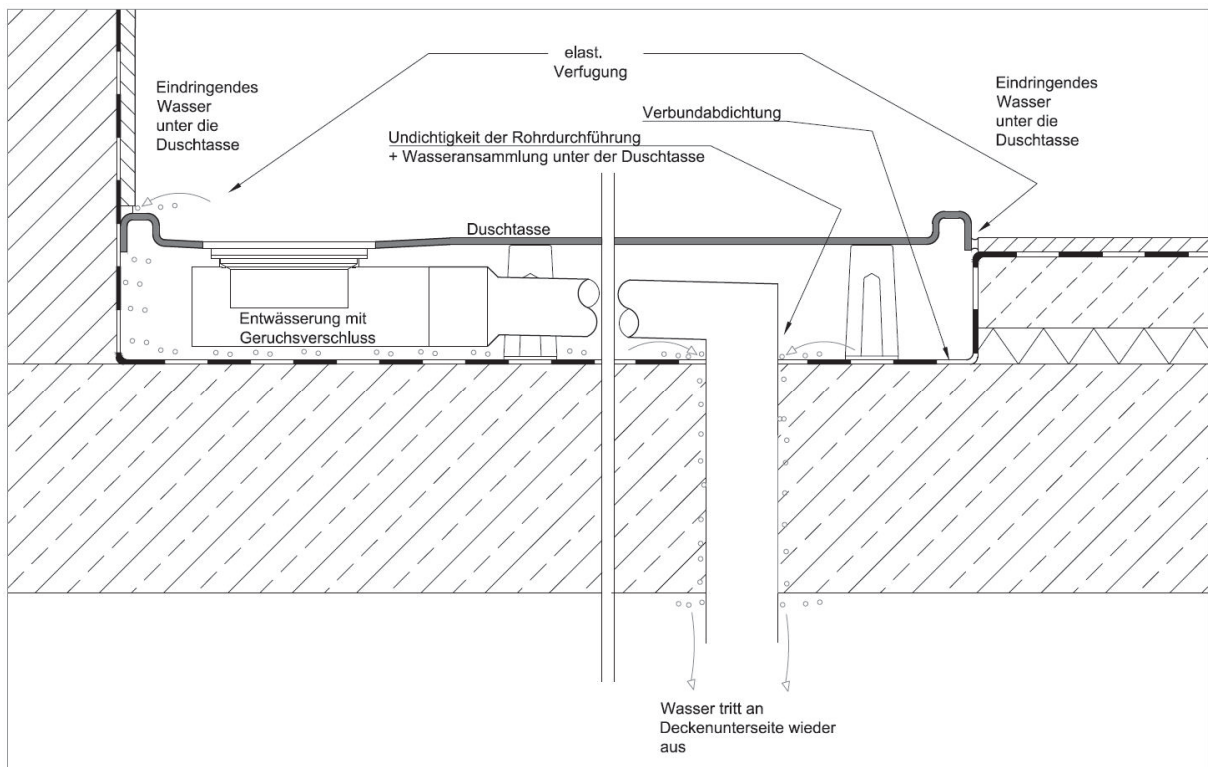 elast.
Verfugung
Eindringendes
Wasser
unter die
Duschtasse
Eindringendes
Wasser
unter die
Duschtasse
Verbundabdichtung
Undichtigkeit der Rohrdurchführung
+ Wasseransammlung unter der Duschtasse
Duschtasse
Entwässerung mit
Geruchsverschluss
Wasser tritt an
Deckenunterseite wieder
aus